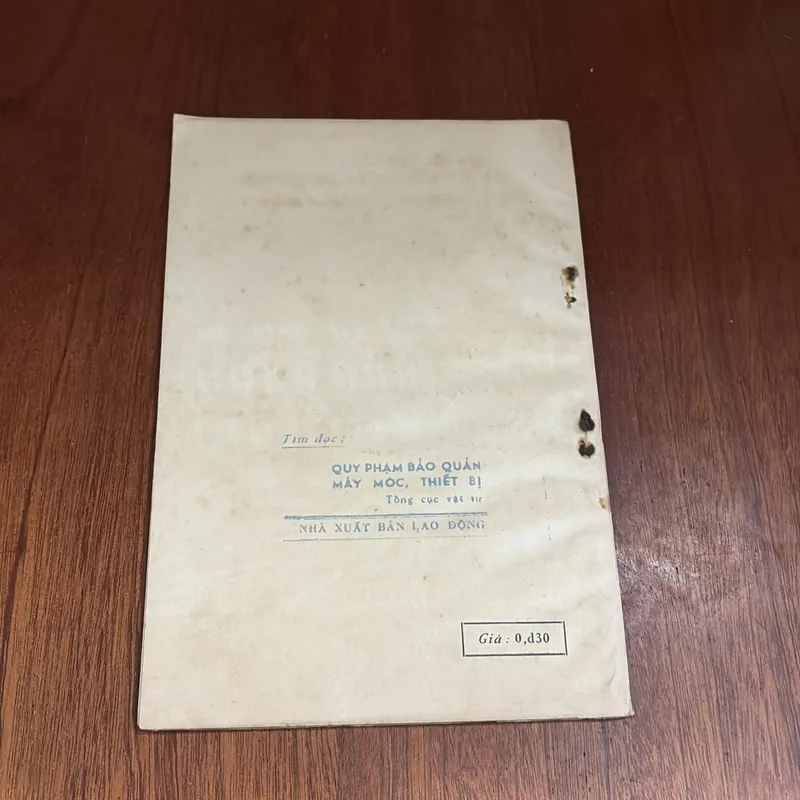 Tìm đọc :
QUY PHẠM BẢO QUẢN
MÁY MÓC, THIẾT BỊ
Tổng cục vật tư
NHÀ XUẤT BẢN LAO ĐỘNG
Giá : 0,đ30